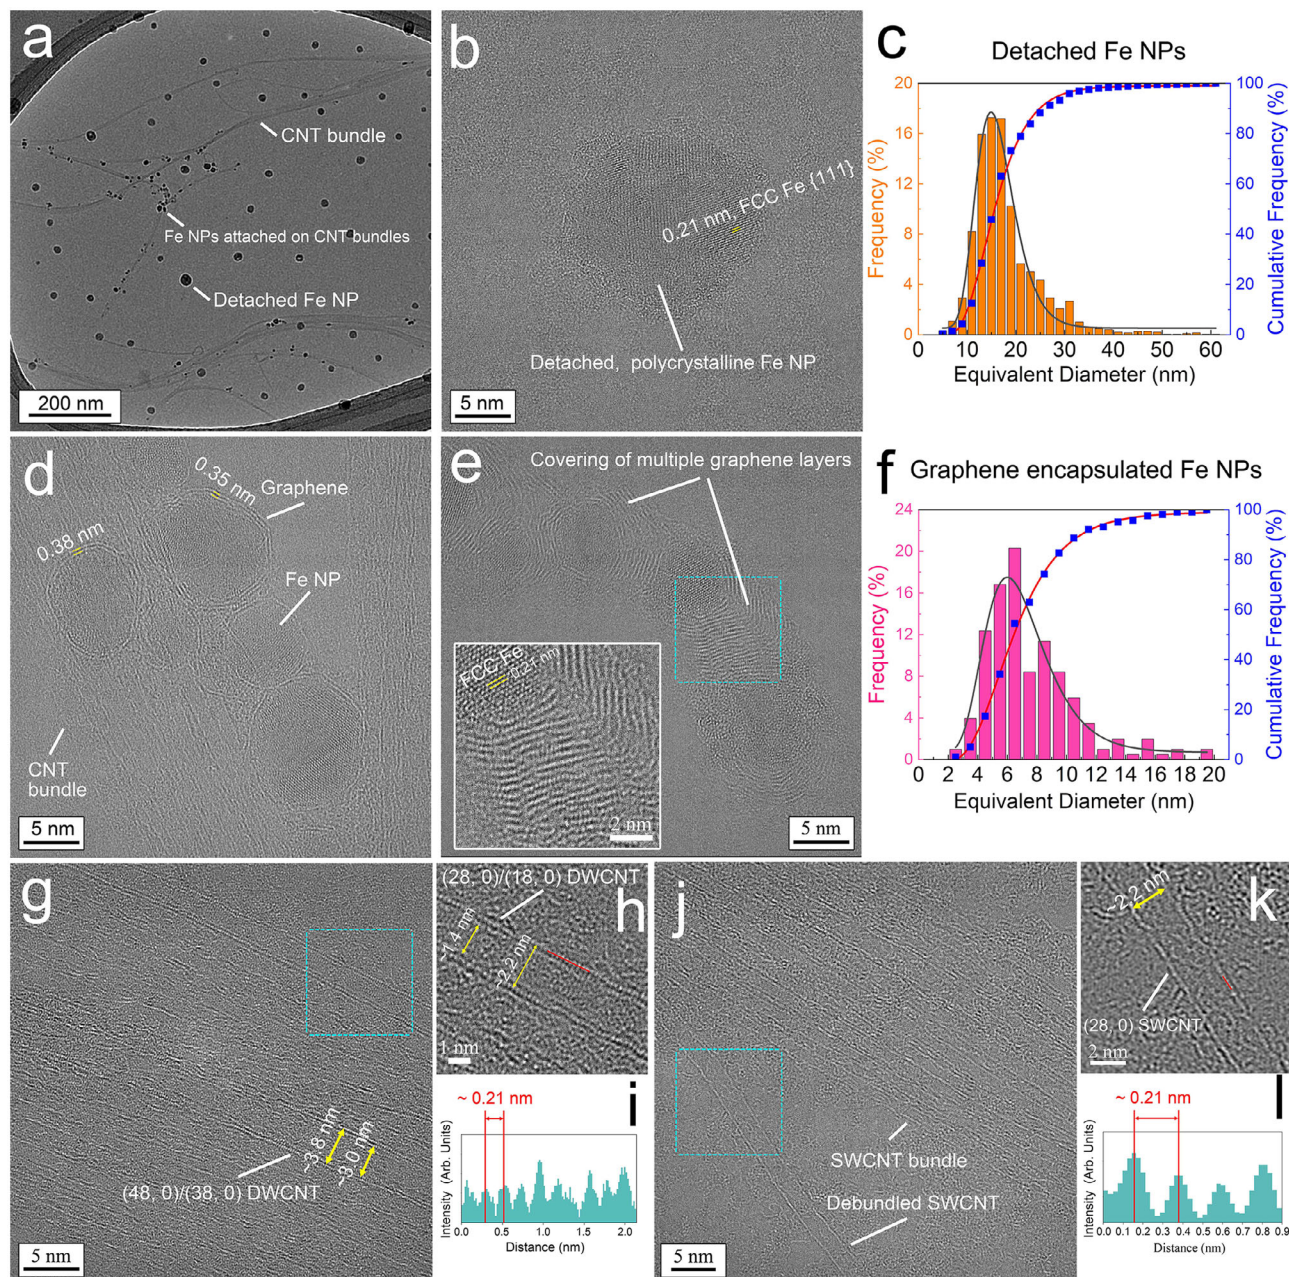 a
CNT bundle
Fe NPs attached on CNT bundles
Detached Fe NP
200 nm
b
0.21 nm, FCC Fe {111}
Detached, polycrystalline Fe NP
5 nm
c
Detached Fe NPs
Frequency (%)
20
16
12
8
4
0
Cumulative Frequency (%)
100
80
60
40
20
0
0 10 20 30 40 50 60
Equivalent Diameter (nm)
d
0.35 nm
Graphene
0.38 nm
Fe NP
CNT
bundle
5 nm
e
Covering of multiple graphene layers
FCC Fe
0.21 nm
2 nm
5 nm
f
Graphene encapsulated Fe NPs
Frequency (%)
24
20
16
12
8
4
0
Cumulative Frequency (%)
100
80
60
40
20
0
0 2 4 6 8 10 12 14 16 18 20
Equivalent Diameter (nm)
g
~3.8 nm
~3.0 nm
(48, 0)/(38, 0) DWCNT
5 nm
h
(28, 0)/(18, 0) DWCNT
~1.4 nm
~2.2 nm
1 nm
i
~ 0.21 nm
Intensity (Arb. Units)
0.0 0.5 1.0 1.5 2.0
Distance (nm)
j
SWCNT bundle
Debundled SWCNT
5 nm
k
~2.2 nm
(28, 0) SWCNT
2 nm
l
~ 0.21 nm
Intensity (Arb. Units)
0.0 0.1 0.2 0.3 0.4 0.5 0.6 0.7 0.8 0.9
Distance (nm)